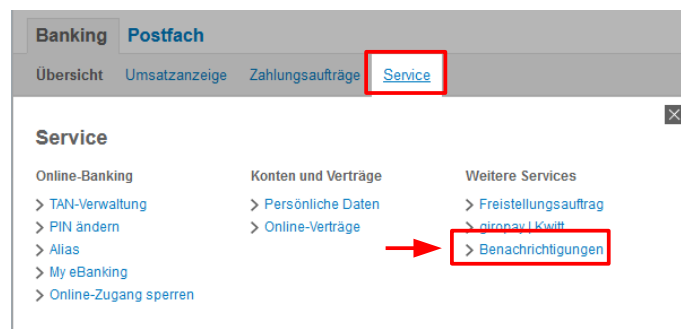 Banking Postfach
Übersicht Umsatzanzeige Zahlungsaufträge Service
Service
Online-Banking
TAN-Verwaltung
PIN ändern
Alias
My eBanking
Online-Zugang sperren
Konten und Verträge
Persönliche Daten
Online-Verträge
Weitere Services
Freistellungsauftrag
giropay | Kwitt
Benachrichtigungen